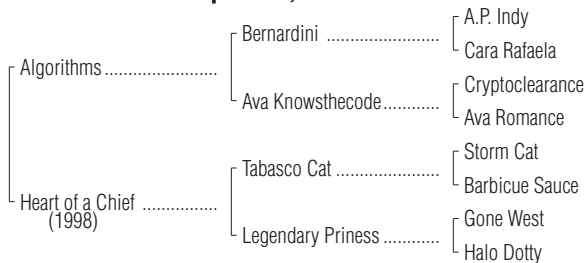 A.P. Indy
Bernardini
Cara Rafaela
Algorithms
Cryptoclearance
Ava Knowsthecode
Ava Romance
Storm Cat
Tabasco Cat
Barbicue Sauce
Heart of a Chief
(1998)
Gone West
Legendary Priness
Halo Dotty